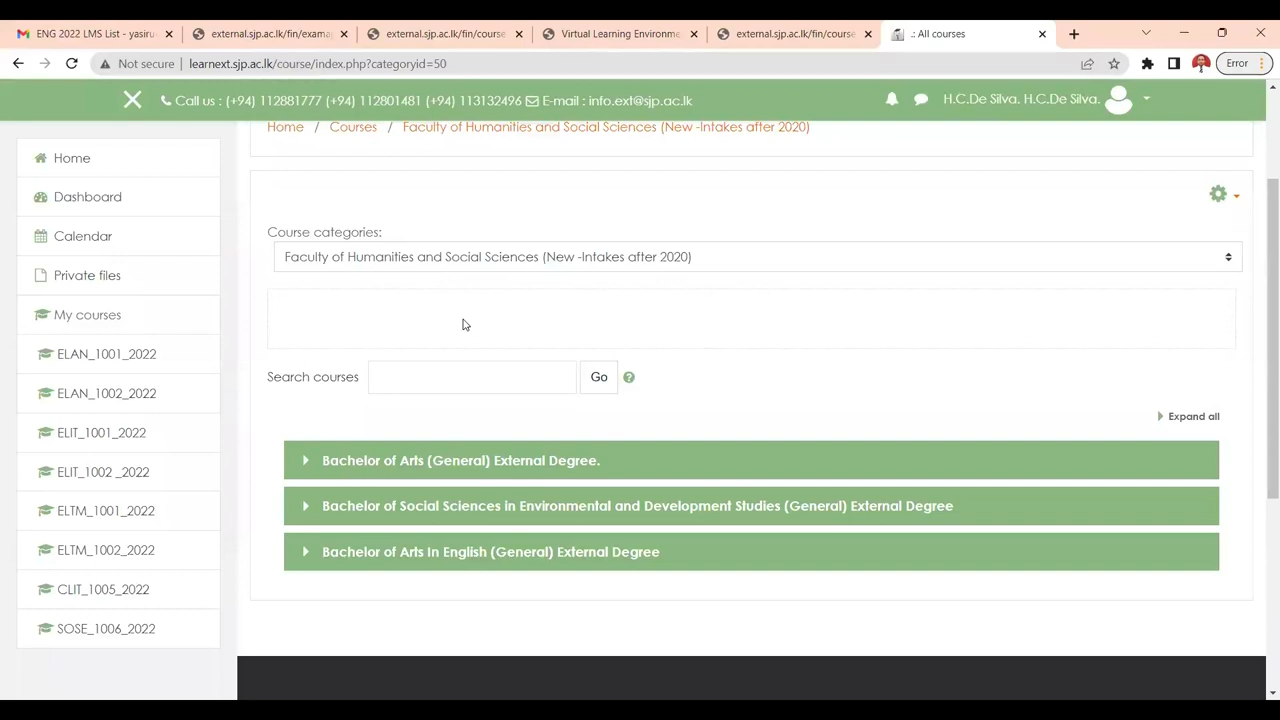 ENG 2022 LMS List - yasiru
external.sjp.ac.lk/fin/exama
external.sjp.ac.lk/fin/course
Virtual Learning Environme
external.sjp.ac.lk/fin/course
.: All courses
Not secure
learnext.sjp.ac.lk/course/index.php?categoryid=50
Error
Call us : (+94) 112881777 (+94) 112801481 (+94) 113132496
E-mail : info.ext@sjp.ac.lk
H.C.De Silva. H.C.De Silva.
Home / Courses / Faculty of Humanities and Social Sciences (New -Intakes after 2020)
Home
Dashboard
Calendar
Private files
My courses
ELAN_1001_2022
ELAN_1002_2022
ELIT_1001_2022
ELIT_1002 _2022
ELTM_1001_2022
ELTM_1002_2022
CLIT_1005_2022
SOSE_1006_2022
Course categories:
Faculty of Humanities and Social Sciences (New -Intakes after 2020)
Search courses
Go
Expand all
Bachelor of Arts (General) External Degree.
Bachelor of Social Sciences in Environmental and Development Studies (General) External Degree
Bachelor of Arts In English (General) External Degree